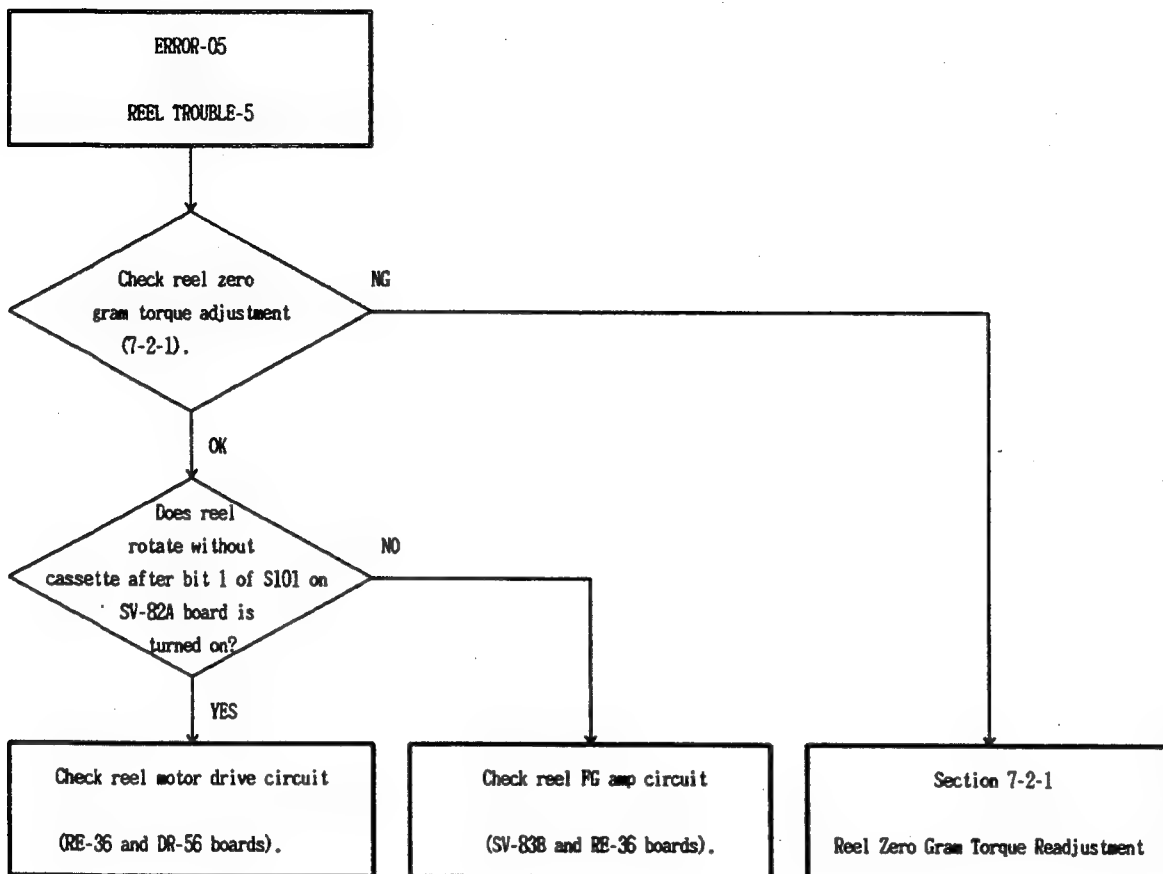 ERROR-05
REEL TROUBLE-5
Check reel zero
gram torque adjustment
(7-2-1).
NG
OK
Does reel
rotate without
cassette after bit 1 of S101 on
SV-82A board is
turned on?
NO
YES
Check reel motor drive circuit
(RE-36 and DR-56 boards).
Check reel FG amp circuit
(SV-83B and RE-36 boards).
Section 7-2-1
Reel Zero Gram Torque Readjustment